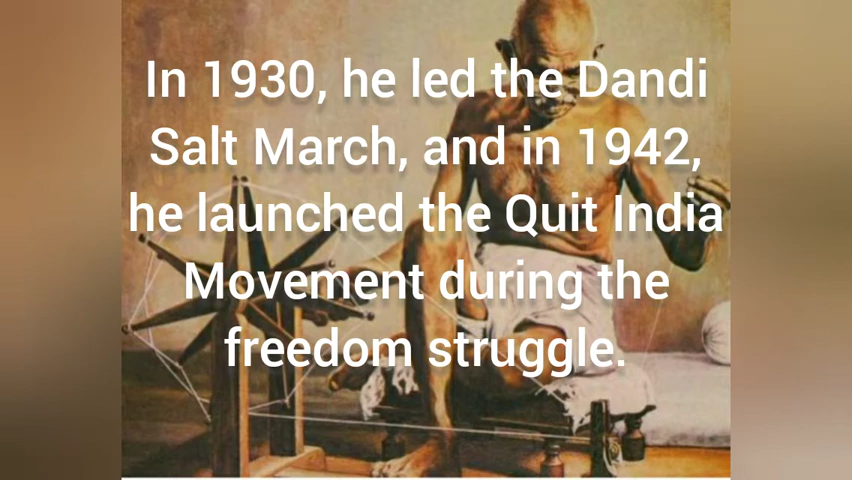 In 1930, he led the Dandi
Salt March, and in 1942,
he launched the Quit India
Movement during the
freedom struggle.